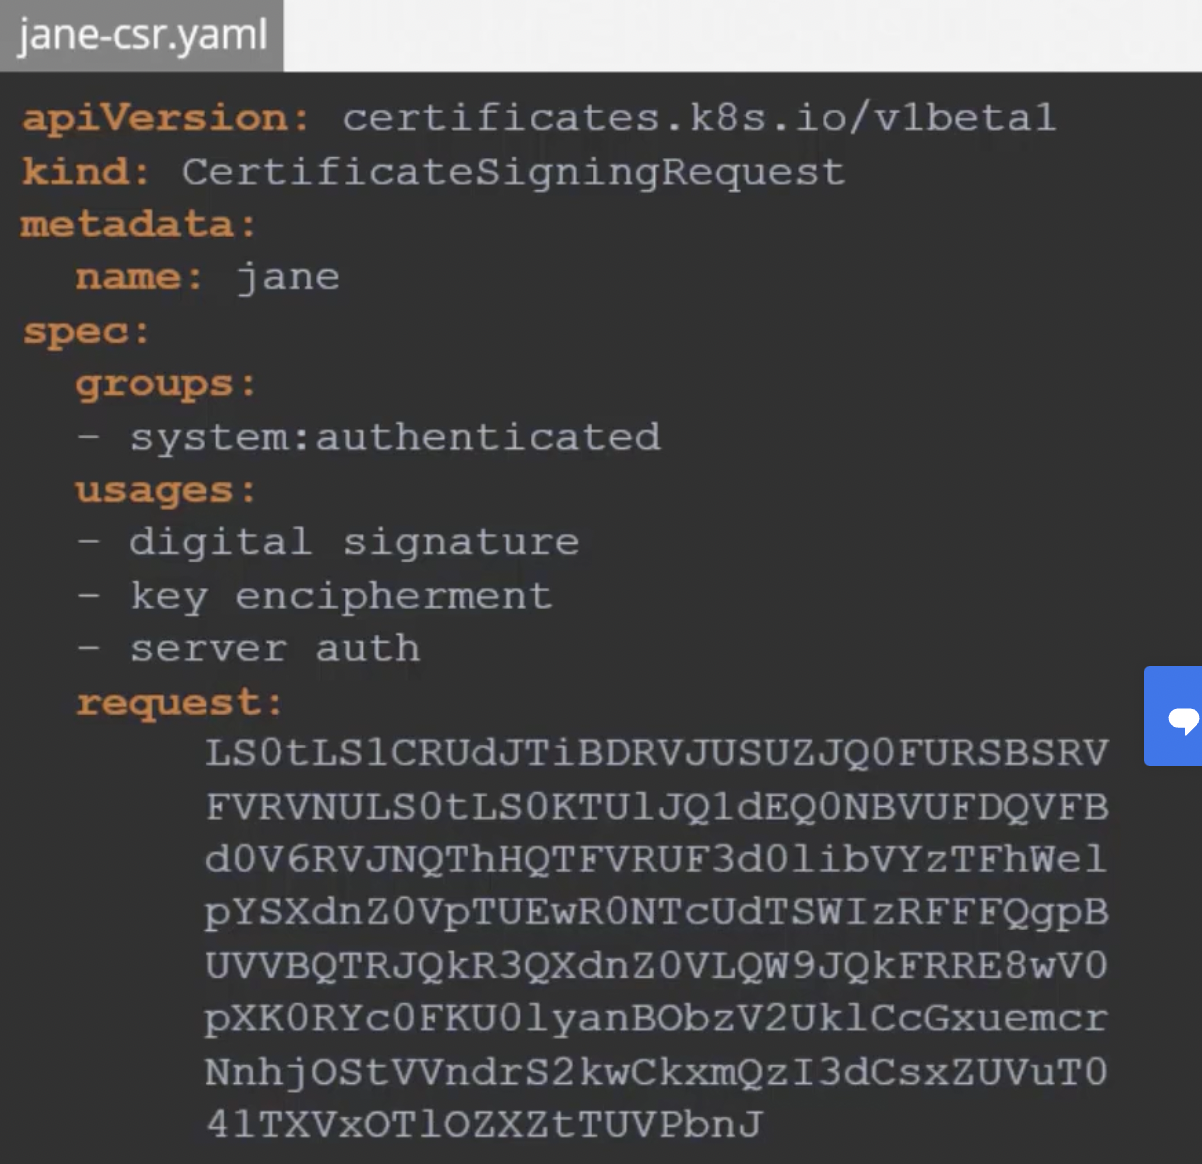 jane-csr.yaml
apiVersion: certificates.k8s.io/v1beta1
kind: CertificateSigningRequest
metadata:
  name: jane
spec:
  groups:
  - system:authenticated
  usages:
  - digital signature
  - key encipherment
  - server auth
  request:
      LS0tLS1CRUdJTiBDRVJUSUZJQ0FURSBSRV
      FVRVNULS0tLS0KTUlJQ1dEQ0NBVUFDQVFB
      d0V6RVJNQThHQTFVRUF3d0libVYzTFhWel
      pYSXdnZ0VpTUEwR0NTcUdTSWIzRFFFQgpB
      UVVBQTRJQkR3QXdnZ0VLQW9JQkFRRE8wV0
      pXK0RYc0FKU0lyanBObzV2UklCcGxuemcr
      NnhjOStVVndrS2kwCkxmQzI3dCsxZUVuT0
      41TXVxOTlOZXZtTUVPbnJ